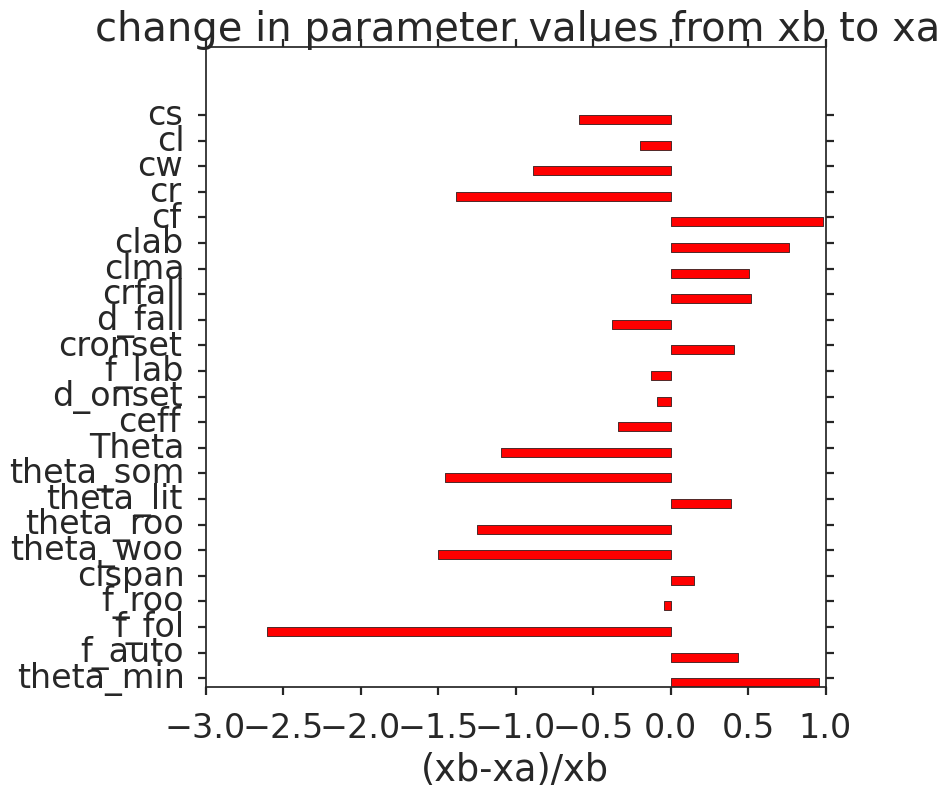 change in parameter values from xb to xa
cs
cl
cw
cr
cf
clab
clma
crfall
d_fall
cronset
f_lab
d_onset
ceff
Theta
theta_som
theta_lit
theta_roo
theta_woo
clspan
f_roo
f_fol
f_auto
theta_min
−3.0 −2.5 −2.0 −1.5 −1.0 −0.5 0.0 0.5 1.0
(xb-xa)/xb